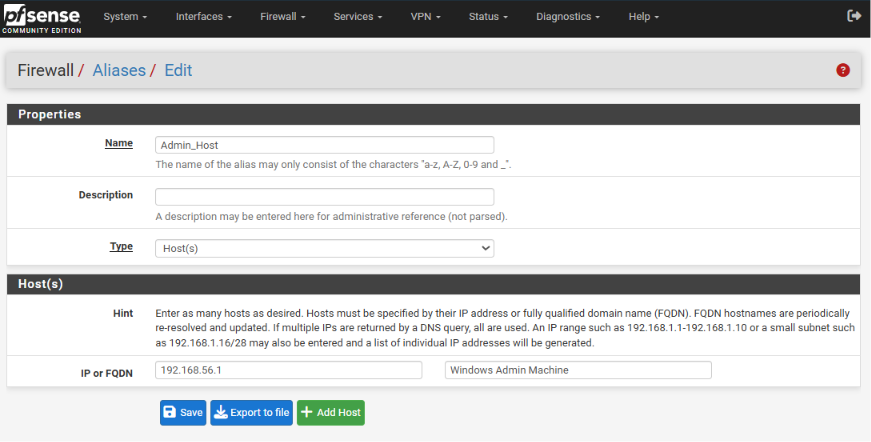 pfsense
COMMUNITY EDITION
System Interfaces Firewall Services VPN Status Diagnostics Help
Firewall / Aliases / Edit
?
Properties
Name Admin_Host
The name of the alias may only consist of the characters "a-z, A-Z, 0-9 and _".
Description
A description may be entered here for administrative reference (not parsed).
Type Host(s)
Host(s)
Hint Enter as many hosts as desired. Hosts must be specified by their IP address or fully qualified domain name (FQDN). FQDN hostnames are periodically
re-resolved and updated. If multiple IPs are returned by a DNS query, all are used. An IP range such as 192.168.1.1-192.168.1.10 or a small subnet such
as 192.168.1.16/28 may also be entered and a list of individual IP addresses will be generated.
IP or FQDN 192.168.56.1 Windows Admin Machine
Save Export to file Add Host